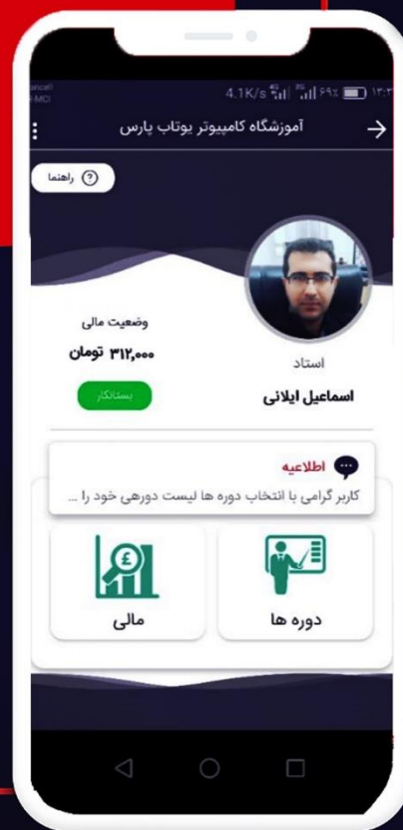 4.1K/s ۶۹٪
آموزشگاه کامپیوتر یوتاب پارس
راهنما
وضعیت مالی
۳۱۲,۰۰۰ تومان
بستانکار
استاد
اسماعیل ایلانی
اطلاعیه
کاربر گرامی با انتخاب دوره ها لیست دورهی خود را ...
دوره ها
مالی